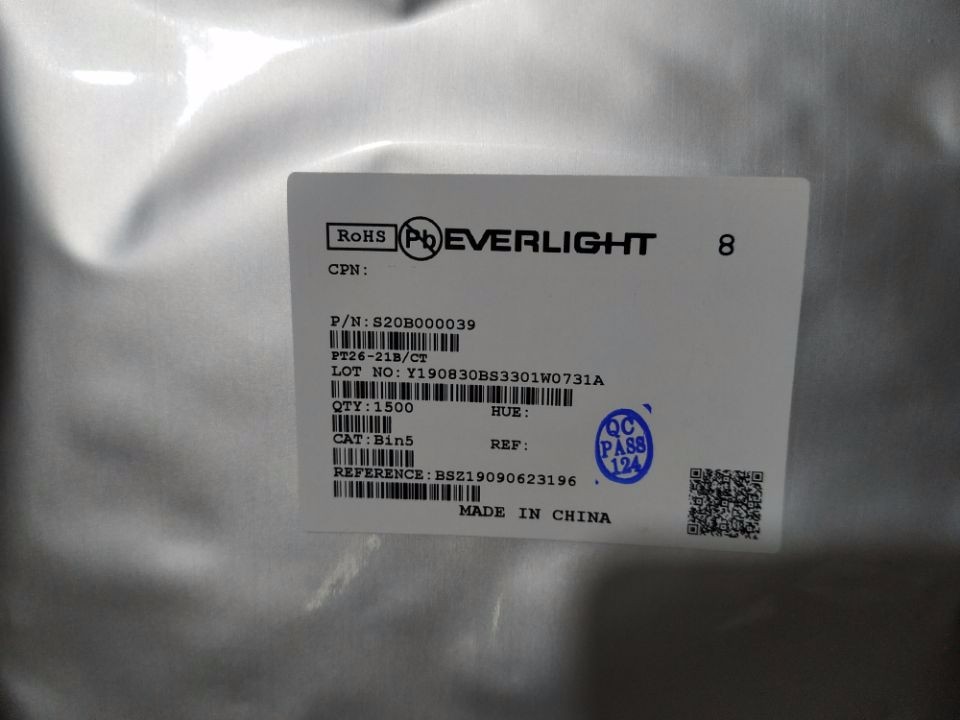 RoHS Pb EVERLIGHT 8
CPN:
P/N:S20B000039
PT26-21B/CT
LOT NO:Y190830BS3301W0731A
QTY:1500 HUE:
CAT:Bin5 REF:
QC
PASS
124
REFERENCE:BSZ19090623196
MADE IN CHINA